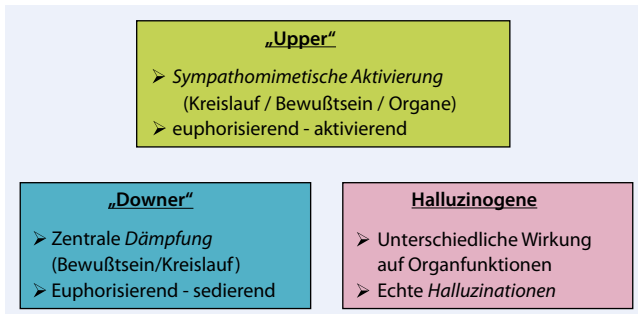 „Upper“
➢ Sympathomimetische Aktivierung
(Kreislauf / Bewußtsein / Organe)
➢ euphorisierend - aktivierend
„Downer“
➢ Zentrale Dämpfung
(Bewußtsein/Kreislauf)
➢ Euphorisierend - sedierend
Halluzinogene
➢ Unterschiedliche Wirkung
auf Organfunktionen
➢ Echte Halluzinationen